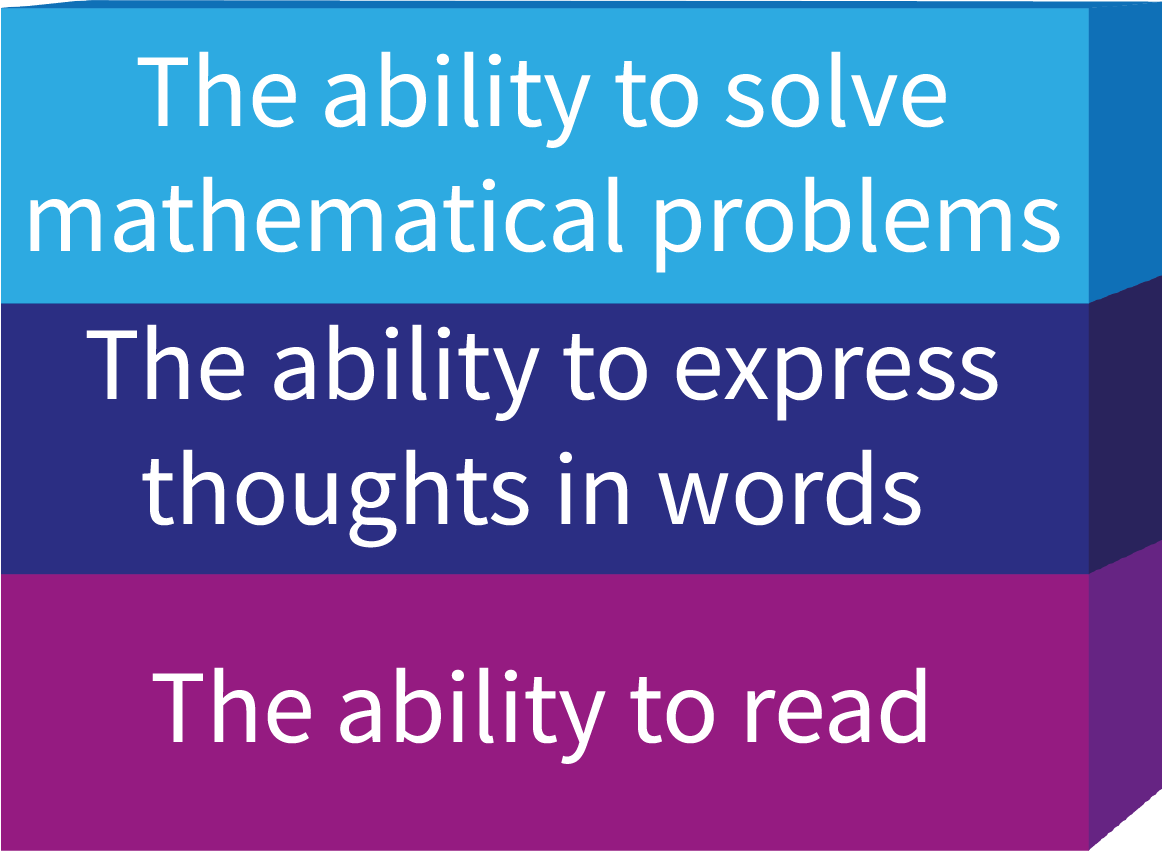 The ability to solve
mathematical problems
The ability to express
thoughts in words
The ability to read